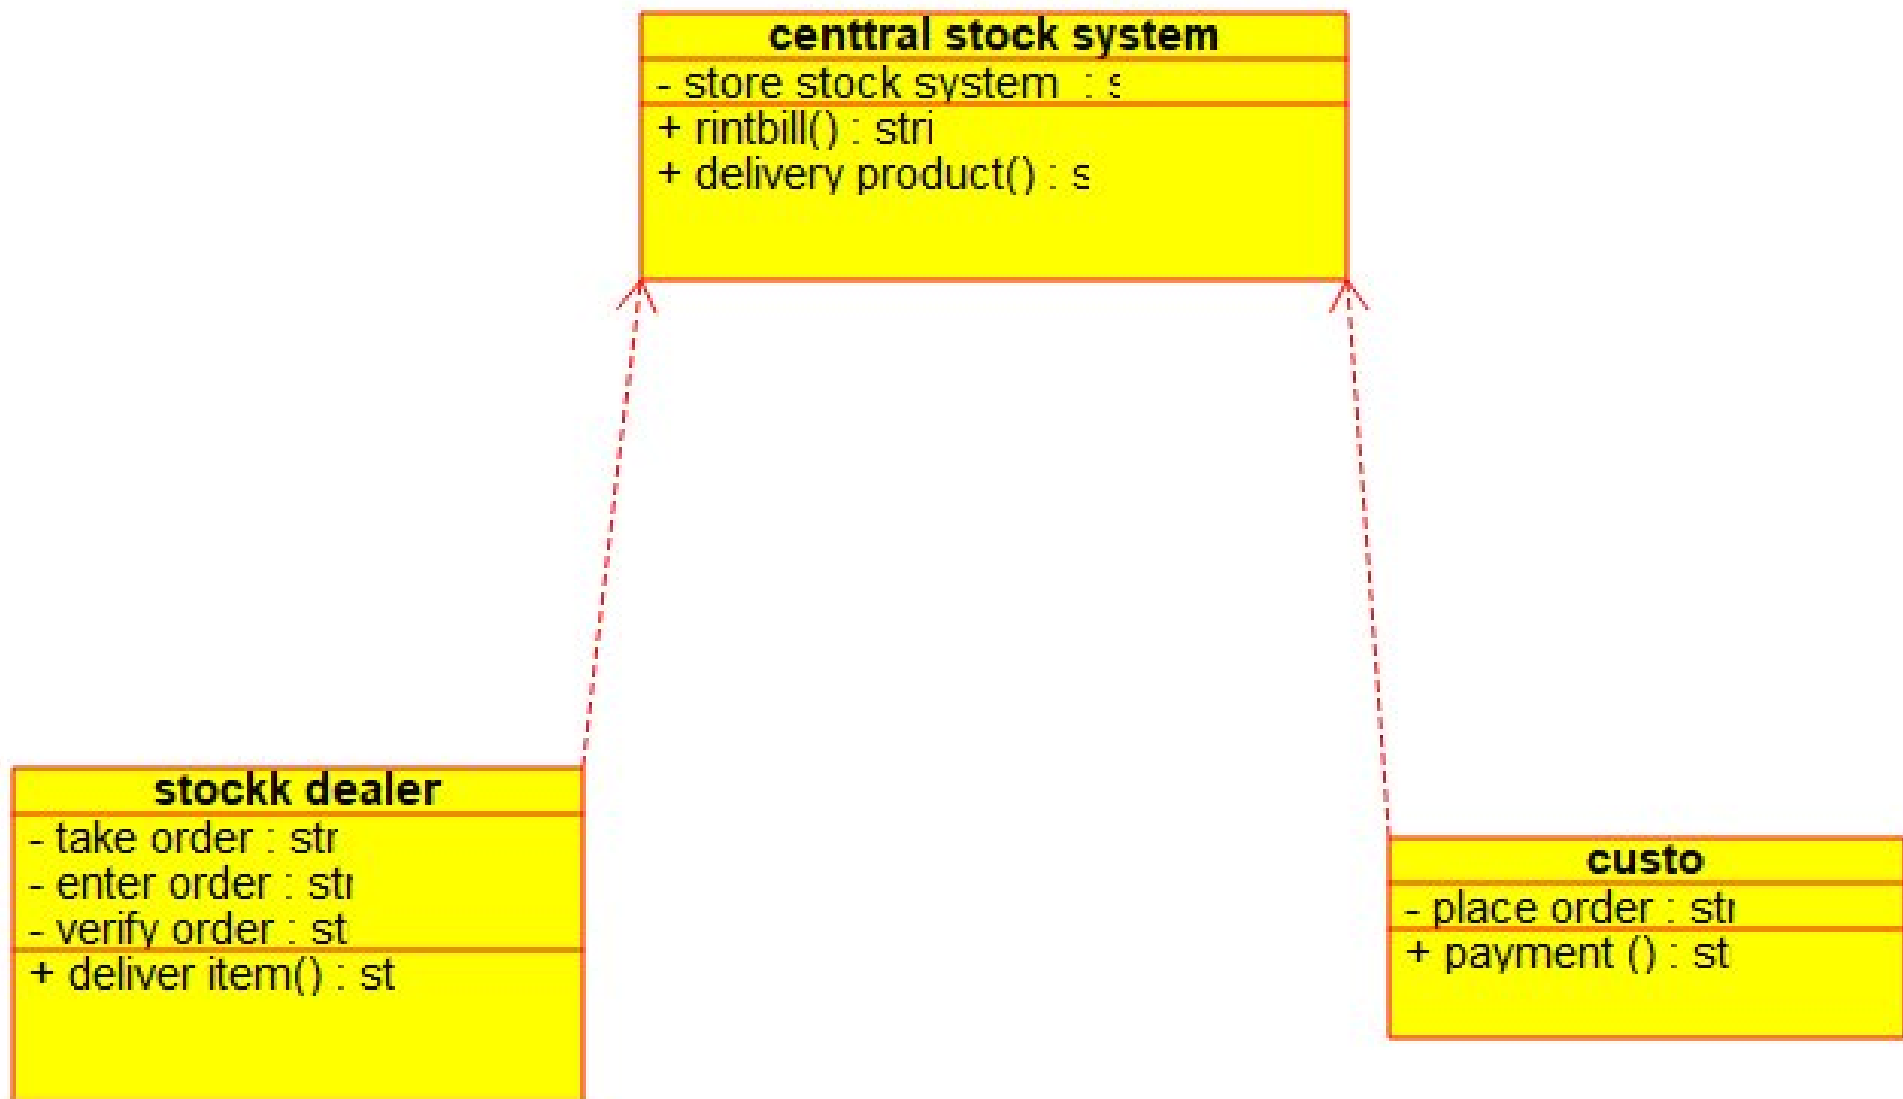 centtral stock system
- store stock system : s
+ rintbill() : stri
+ delivery product() : s
stockk dealer
- take order : str
- enter order : str
- verify order : st
+ deliver item() : st
custo
- place order : str
+ payment () : st